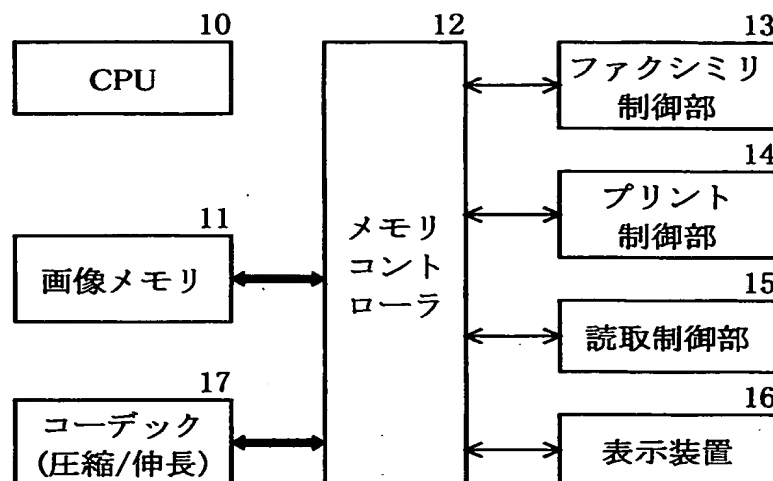 10
CPU
11
画像メモリ
17
コーデック
(圧縮/伸長)
12
メモリ
コント
ローラ
13
ファクシミリ
制御部
14
プリント
制御部
15
読取制御部
16
表示装置